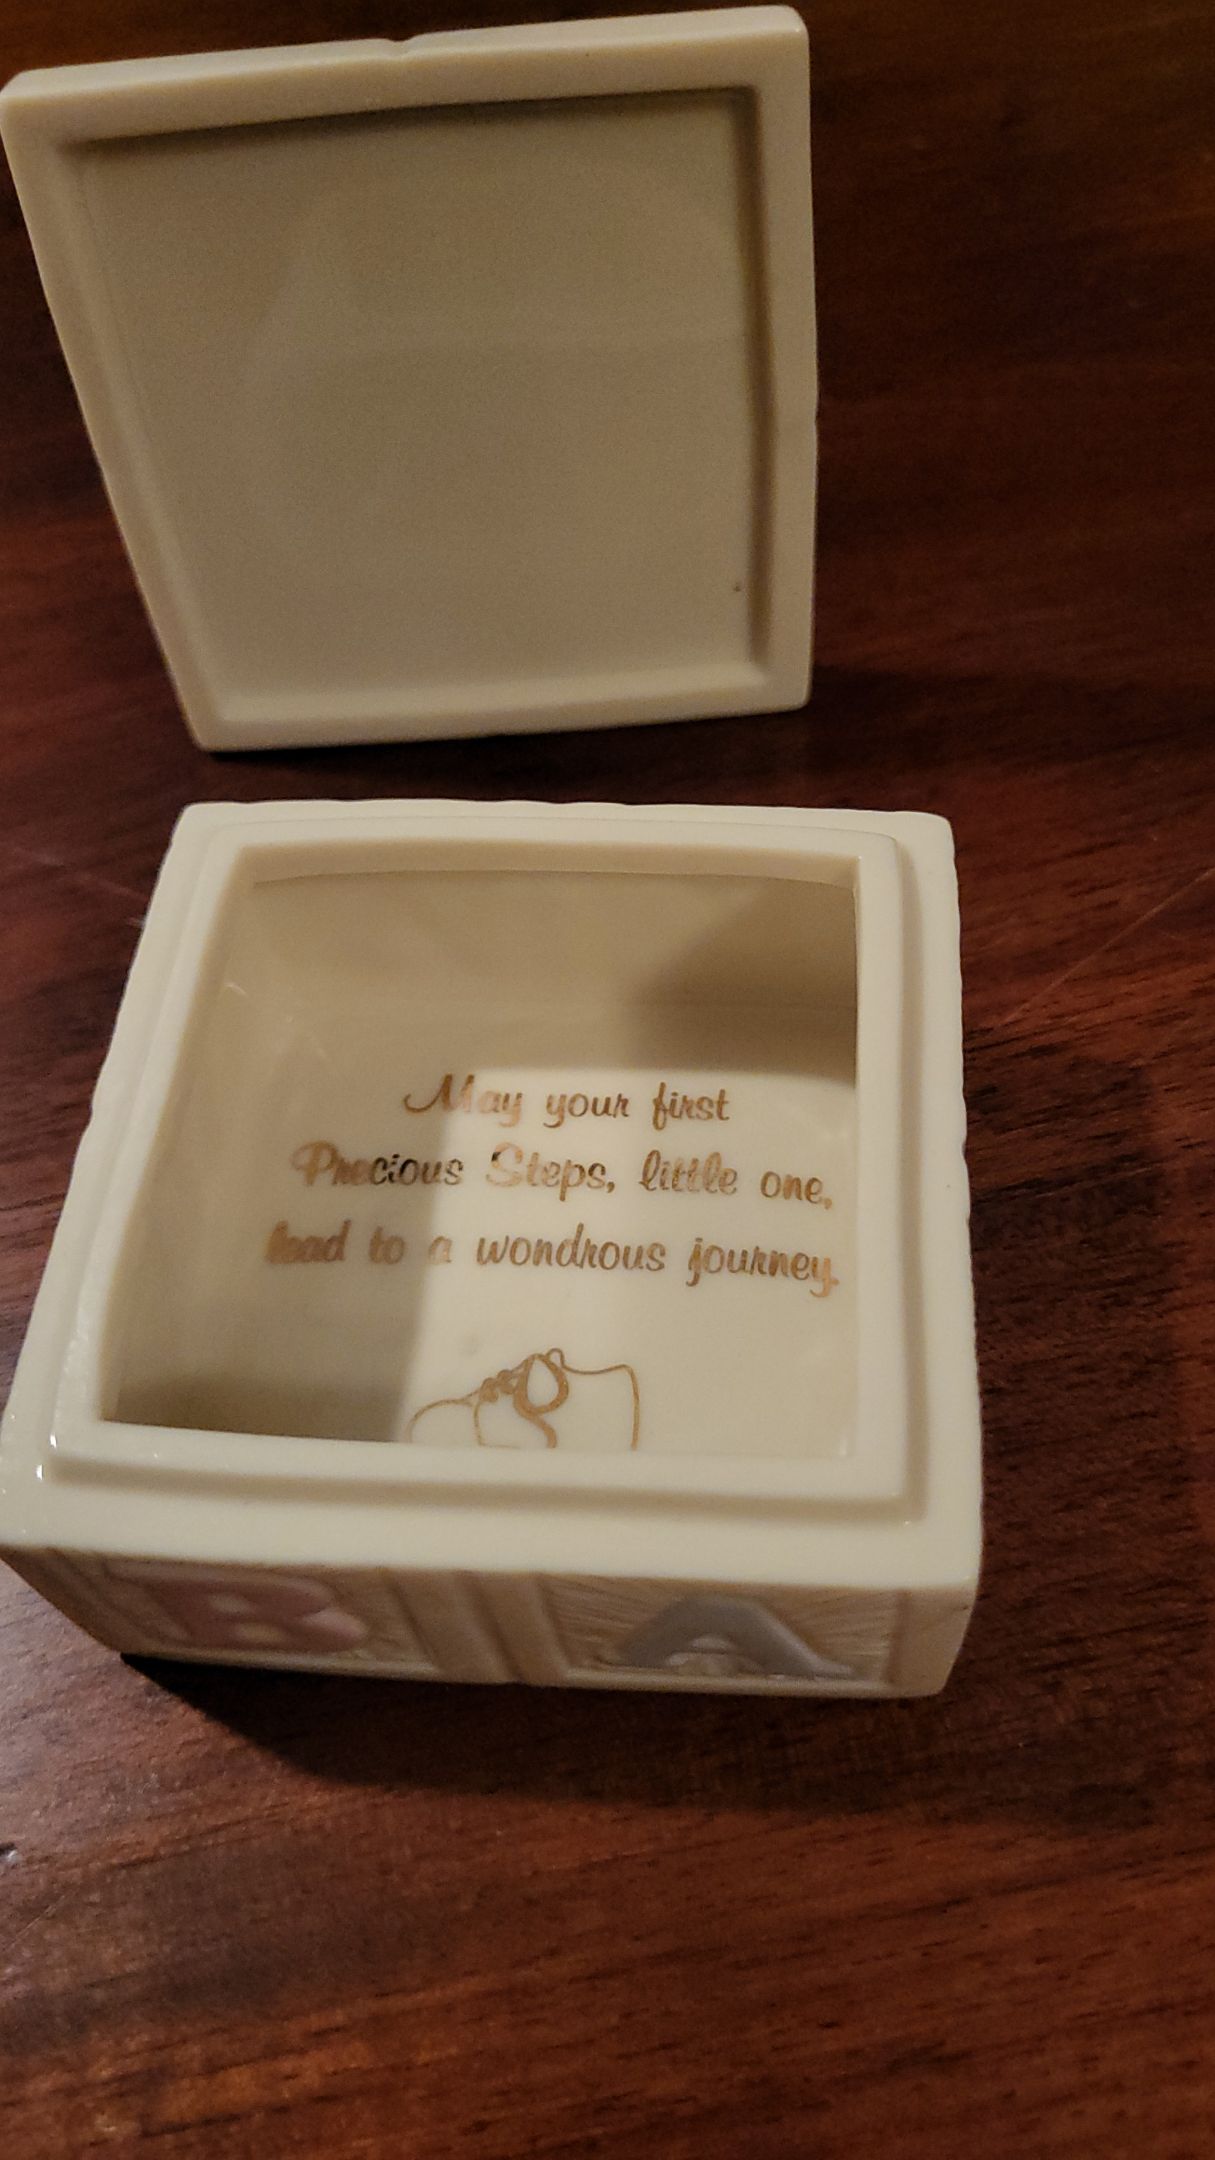 May your first
Precious Steps, little one,
lead to a wondrous journey.
B A